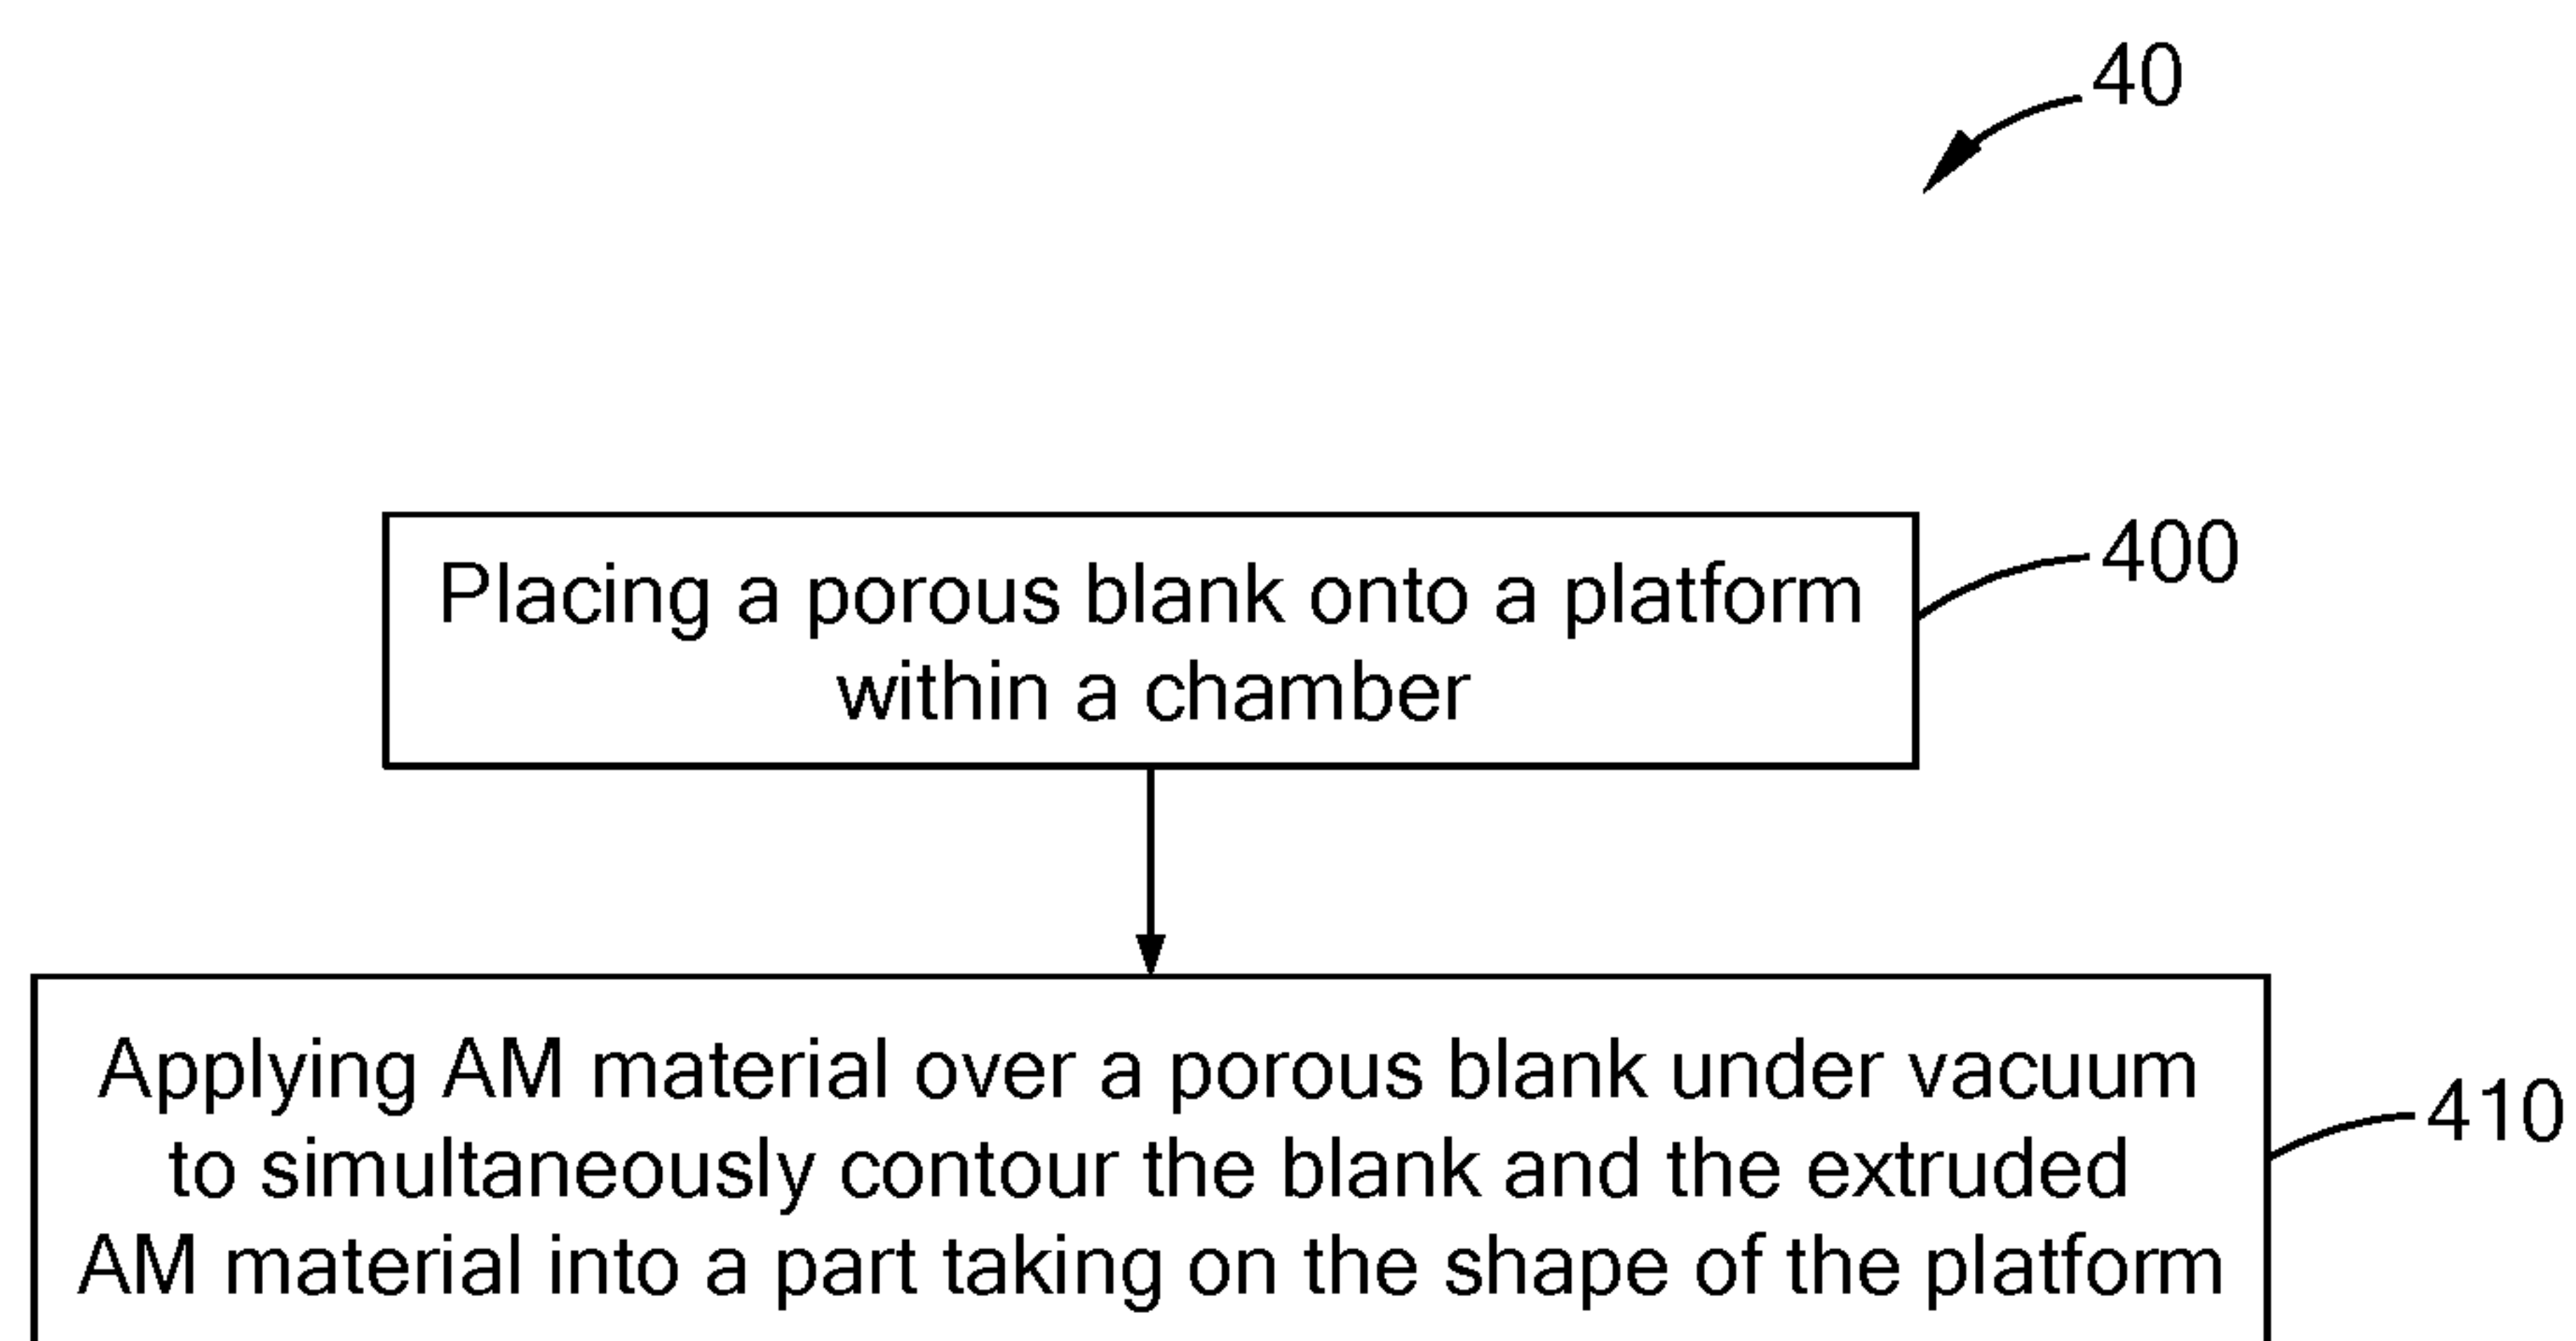 40
Placing a porous blank onto a platform
within a chamber
400
Applying AM material over a porous blank under vacuum
to simultaneously contour the blank and the extruded
AM material into a part taking on the shape of the platform
410